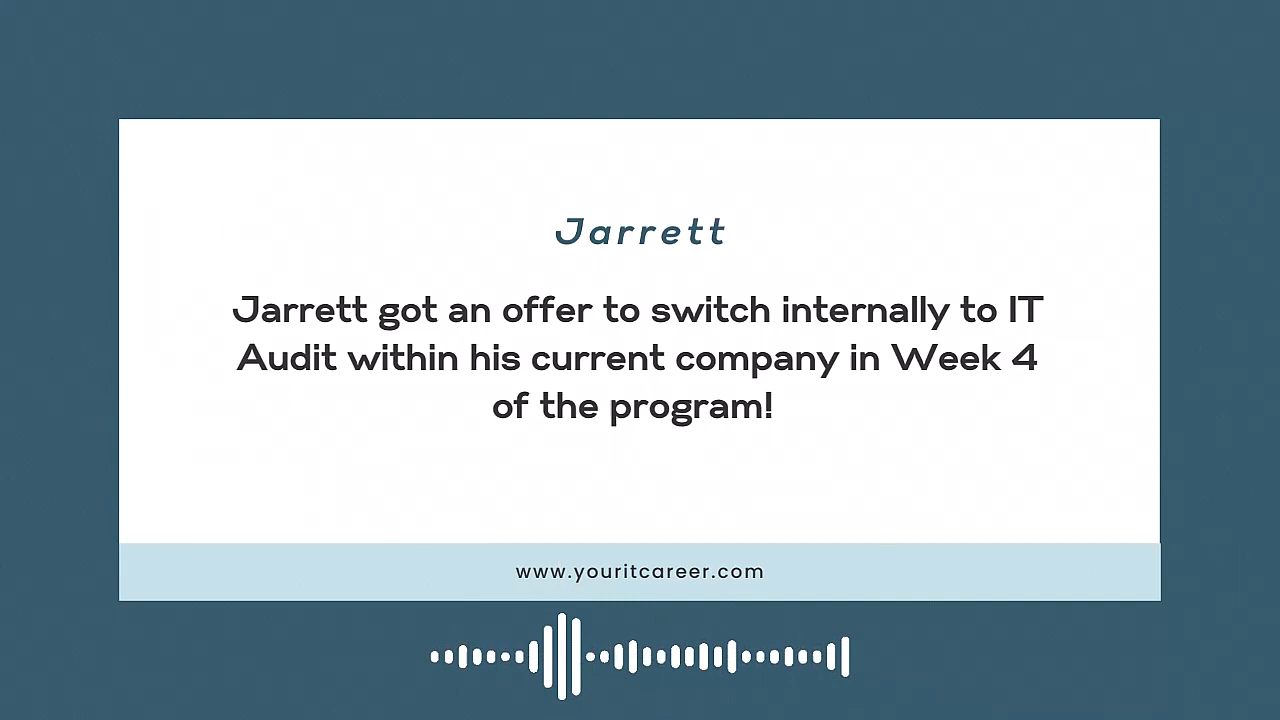 Jarrett
Jarrett got an offer to switch internally to IT
Audit within his current company in Week 4
of the program!
www.youritcareer.com